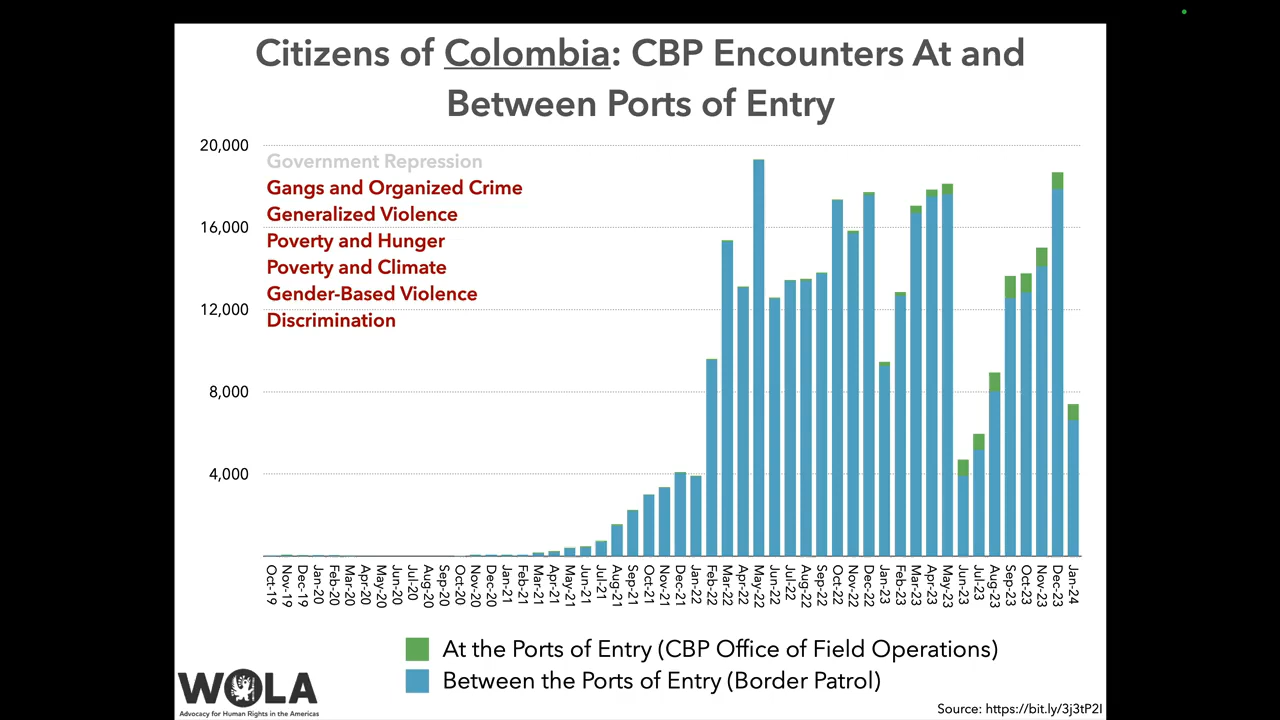 Citizens of Colombia: CBP Encounters At and
Between Ports of Entry
20,000
Government Repression
Gangs and Organized Crime
Generalized Violence
16,000
Poverty and Hunger
Poverty and Climate
Gender-Based Violence
12,000
Discrimination
8,000
4,000
Oct-19
Nov-19
Dec-19
Jan-20
Feb-20
Mar-20
Apr-20
May-20
Jun-20
Jul-20
Aug-20
Sep-20
Oct-20
Nov-20
Dec-20
Jan-21
Feb-21
Mar-21
Apr-21
May-21
Jun-21
Jul-21
Aug-21
Sep-21
Oct-21
Nov-21
Dec-21
Jan-22
Feb-22
Mar-22
Apr-22
May-22
Jun-22
Jul-22
Aug-22
Sep-22
Oct-22
Nov-22
Dec-22
Jan-23
Feb-23
Mar-23
Apr-23
May-23
Jun-23
Jul-23
Aug-23
Sep-23
Oct-23
Nov-23
Dec-23
Jan-24
At the Ports of Entry (CBP Office of Field Operations)
Between the Ports of Entry (Border Patrol)
WOLA
Advocacy for Human Rights in the Americas
Source: https://bit.ly/3j3tP2I